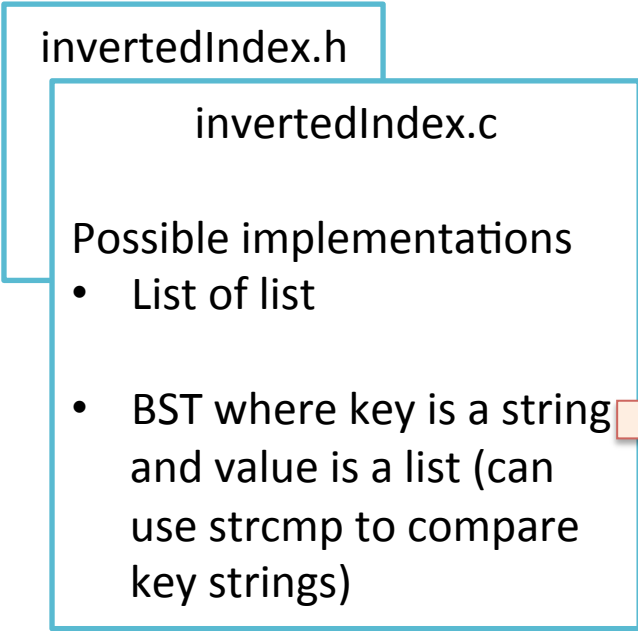 invertedIndex.h
invertedIndex.c
Possible implementations
• List of list
• BST where key is a string
and value is a list (can
use strcmp to compare
key strings)